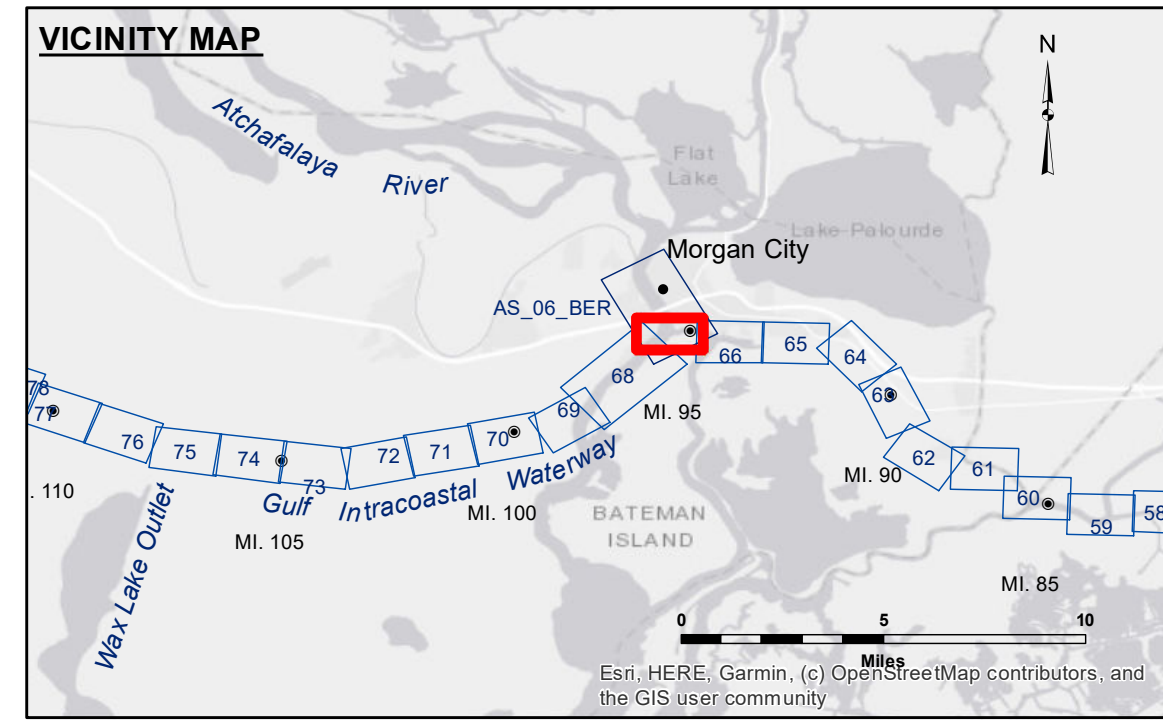 VICINITY MAP
N
Atchafalaya
River
Flat
Lake
Lake Palourde
Morgan City
AS_06_BER
66
65
64
63
68
MI. 95
69
62
61
60
59
58
MI. 90
78
77
76
75
74
73
72
71
70
. 110
Gulf Intracoastal Waterway
MI. 100
MI. 105
Wax Lake Outlet
BATEMAN
ISLAND
MI. 85
0 5 10
Miles
Esri, HERE, Garmin, (c) OpenStreetMap contributors, and
the GIS user community